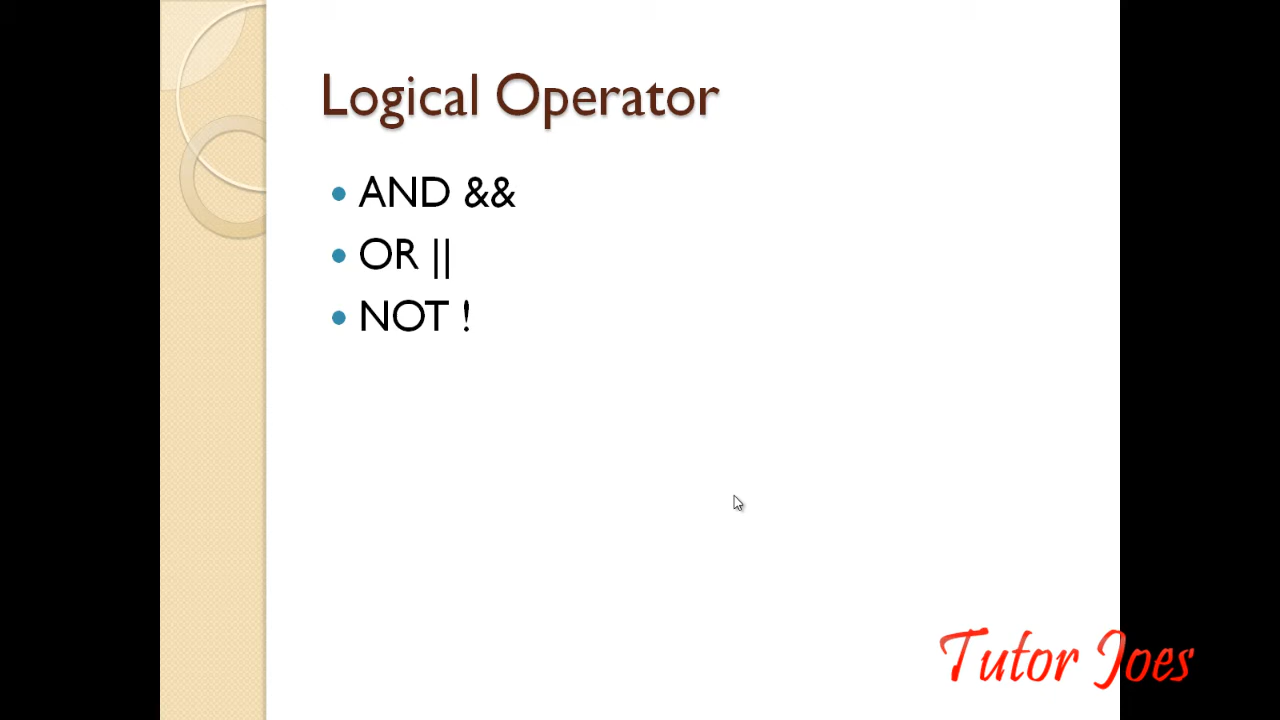 Logical Operator
AND &&
OR ||
NOT !
Tutor Joes